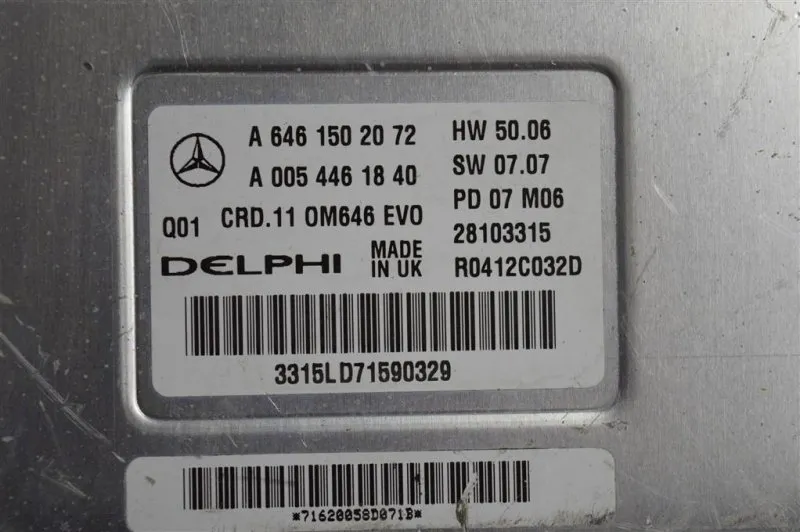 A 646 150 20 72 HW 50.06
A 005 446 18 40 SW 07.07
Q01 CRD.11 OM646 EVO PD 07 M06
28103315
DELPHI MADE IN UK R0412C032D
3315LD71590329
*71620058D071B*